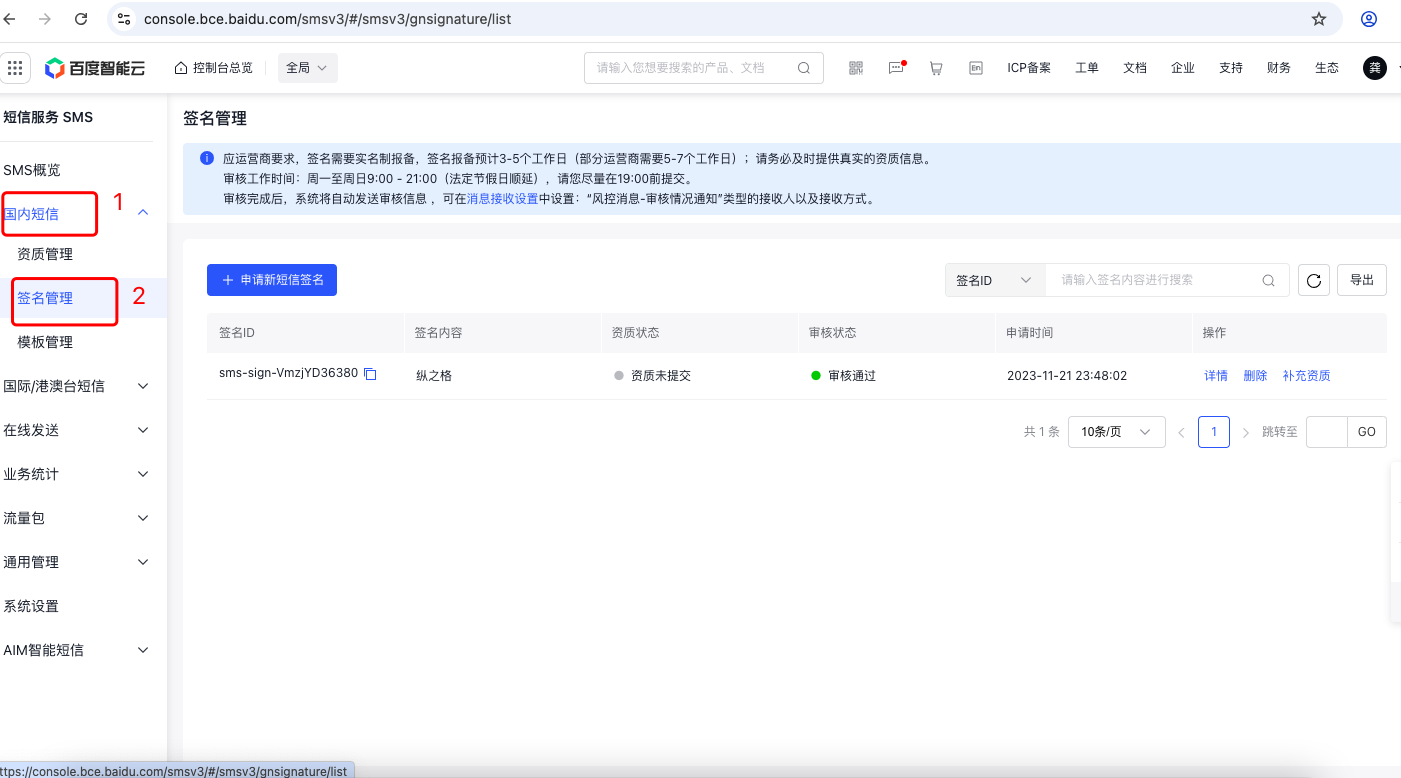 console.bce.baidu.com/smsv3/#/smsv3/gnsignature/list
百度智能云
控制台总览
全局
请输入您想要搜索的产品、文档
En
ICP备案
工单
文档
企业
支持
财务
生态
龚
短信服务 SMS
SMS概览
国内短信
1
资质管理
签名管理
2
模板管理
国际/港澳台短信
在线发送
业务统计
流量包
通用管理
系统设置
AIM智能短信
签名管理
应运营商要求，签名需要实名制报备，签名报备预计3-5个工作日（部分运营商需要5-7个工作日）；请务必及时提供真实的资质信息。
审核工作时间：周一至周日9:00 - 21:00（法定节假日顺延），请您尽量在19:00前提交。
审核完成后，系统将自动发送审核信息 ，可在消息接收设置中设置：“风控消息-审核情况通知”类型的接收人以及接收方式。
申请新短信签名
签名ID
请输入签名内容进行搜索
导出
签名ID 签名内容 资质状态 审核状态 申请时间 操作
sms-sign-VmzjYD36380 纵之格 资质未提交 审核通过 2023-11-21 23:48:02 详情 删除 补充资质
共 1 条 10条/页 1 跳转至 GO
ttps://console.bce.baidu.com/smsv3/#/smsv3/gnsignature/list